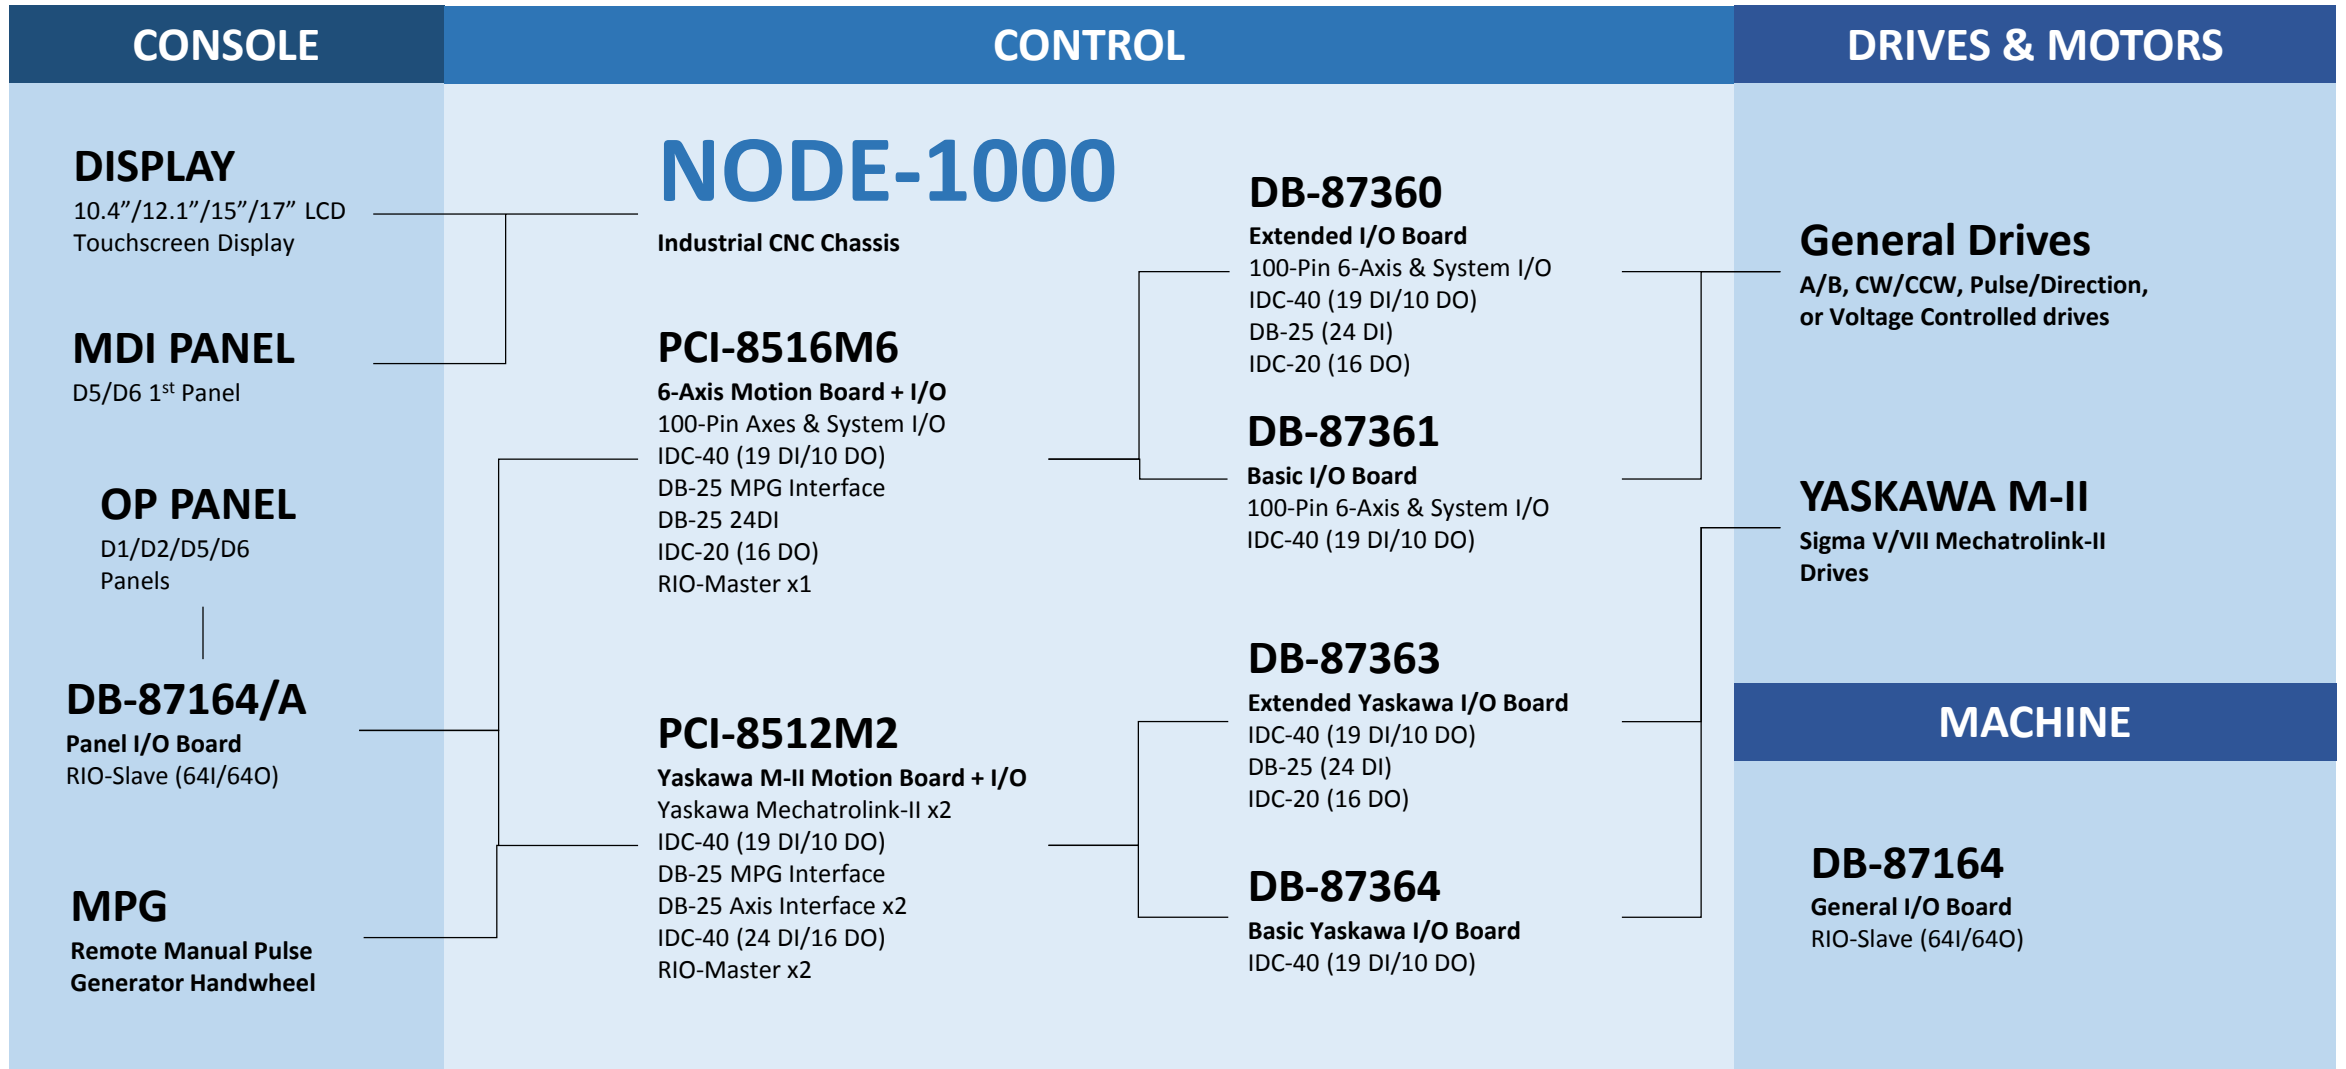 CONSOLE
DISPLAY
10.4”/12.1”/15”/17” LCD
Touchscreen Display
MDI PANEL
D5/D6 1st Panel
OP PANEL
D1/D2/D5/D6
Panels
DB-87164/A
Panel I/O Board
RIO-Slave (64I/64O)
MPG
Remote Manual Pulse
Generator Handwheel
CONTROL
NODE-1000
Industrial CNC Chassis
PCI-8516M6
6-Axis Motion Board + I/O
100-Pin Axes & System I/O
IDC-40 (19 DI/10 DO)
DB-25 MPG Interface
DB-25 24DI
IDC-20 (16 DO)
RIO-Master x1
PCI-8512M2
Yaskawa M-II Motion Board + I/O
Yaskawa Mechatrolink-II x2
IDC-40 (19 DI/10 DO)
DB-25 MPG Interface
DB-25 Axis Interface x2
IDC-40 (24 DI/16 DO)
RIO-Master x2
DB-87360
Extended I/O Board
100-Pin 6-Axis & System I/O
IDC-40 (19 DI/10 DO)
DB-25 (24 DI)
IDC-20 (16 DO)
DB-87361
Basic I/O Board
100-Pin 6-Axis & System I/O
IDC-40 (19 DI/10 DO)
DB-87363
Extended Yaskawa I/O Board
IDC-40 (19 DI/10 DO)
DB-25 (24 DI)
IDC-20 (16 DO)
DB-87364
Basic Yaskawa I/O Board
IDC-40 (19 DI/10 DO)
DRIVES & MOTORS
General Drives
A/B, CW/CCW, Pulse/Direction,
or Voltage Controlled drives
YASKAWA M-II
Sigma V/VII Mechatrolink-II
Drives
MACHINE
DB-87164
General I/O Board
RIO-Slave (64I/64O)